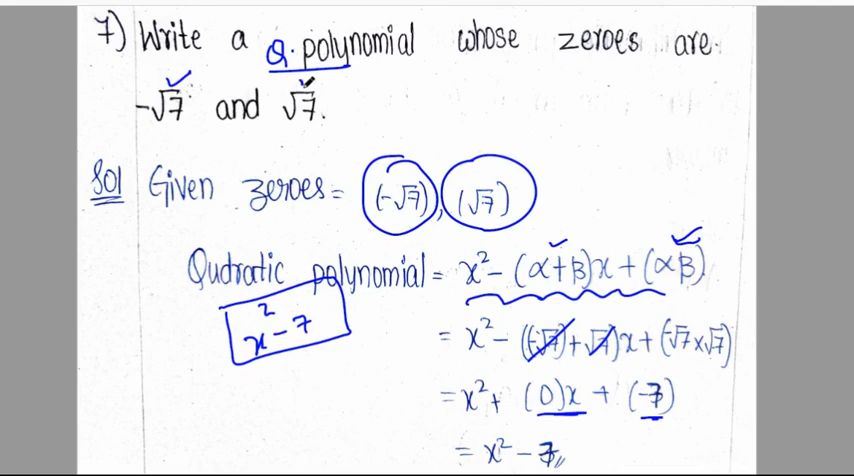 7) Write a Q. polynomial whose zeroes are.
-√7 and √7.
Sol Given zeroes = (-√7), (√7)
Qudratic polynomial = x² - (α+β)x + (αβ)
x² - 7
= x² - ((-√7)+√7)x + (-√7×√7)
= x² + (0)x + (-7)
= x² - 7,,